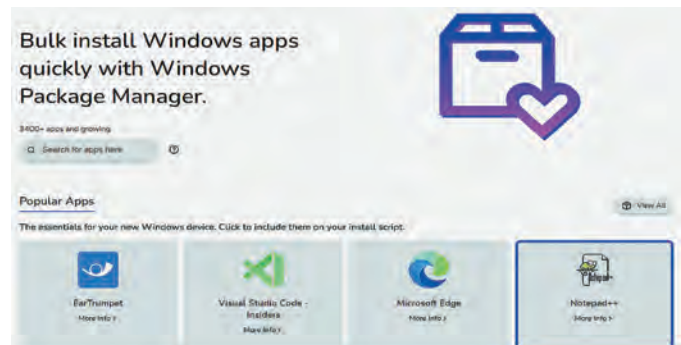 Bulk install Windows apps
quickly with Windows
Package Manager.
3400+ apps and growing
Search for apps here
Popular Apps
View All
The essentials for your new Windows device. Click to include them on your install script.
EarTrumpet
More Info >
Visual Studio Code -
Insiders
More Info >
Microsoft Edge
More Info >
Notepad++
More Info >